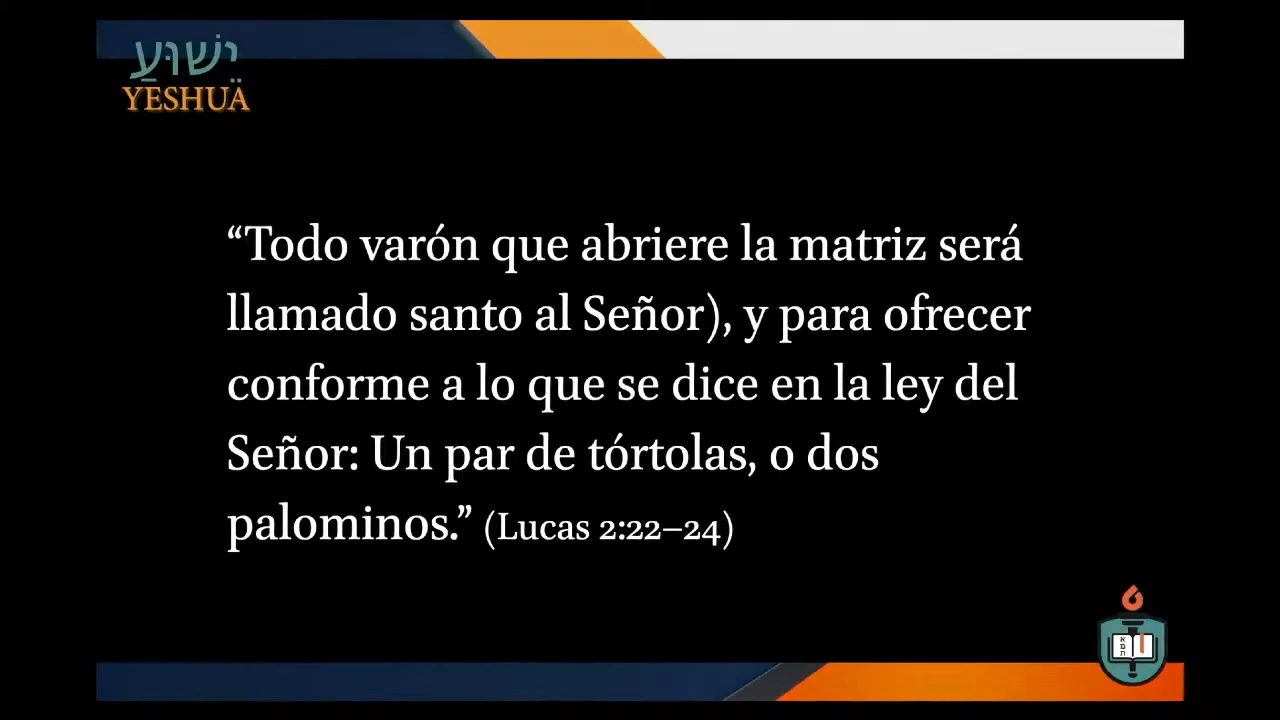 יֵשׁוּעַ
YESHUA
“Todo varón que abriere la matriz será
llamado santo al Señor), y para ofrecer
conforme a lo que se dice en la ley del
Señor: Un par de tórtolas, o dos
palominos.” (Lucas 2:22–24)
א
מ
ת